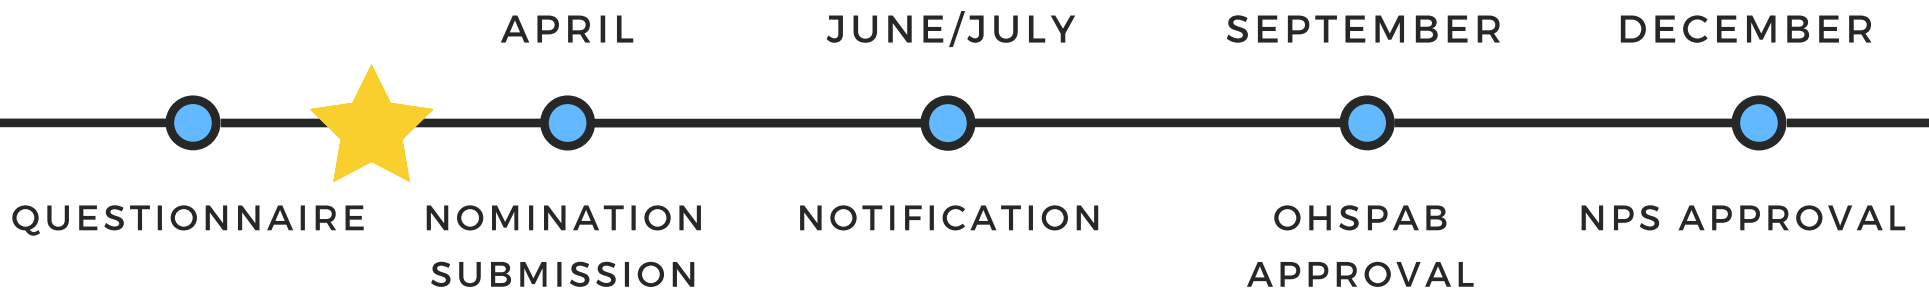 APRIL
JUNE/JULY
SEPTEMBER
DECEMBER
QUESTIONNAIRE
NOMINATION
SUBMISSION
NOTIFICATION
OHSPAB
APPROVAL
NPS APPROVAL